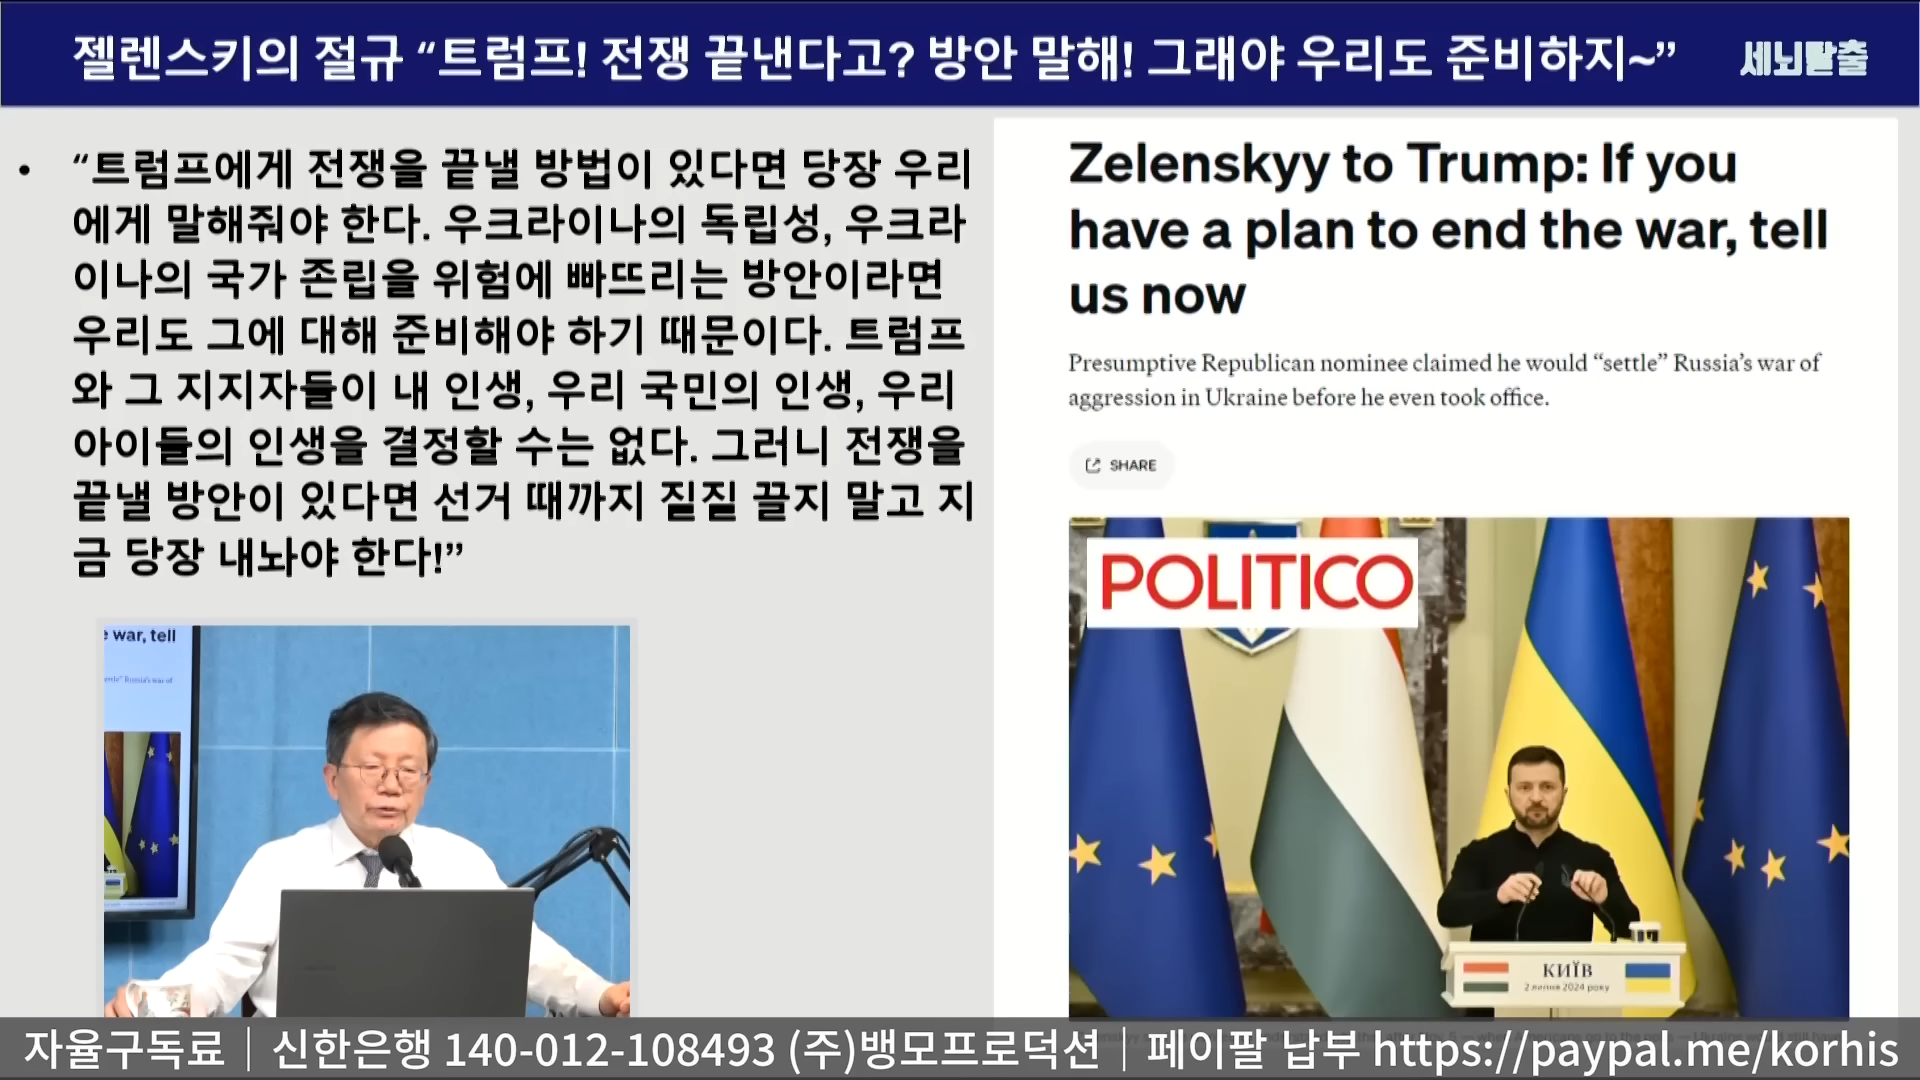 젤렌스키의 절규 “트럼프! 전쟁 끝낸다고? 방안 말해! 그래야 우리도 준비하지~”
세뇌탈출
• “트럼프에게 전쟁을 끝낼 방법이 있다면 당장 우리
에게 말해줘야 한다. 우크라이나의 독립성, 우크라
이나의 국가 존립을 위험에 빠뜨리는 방안이라면
우리도 그에 대해 준비해야 하기 때문이다. 트럼프
와 그 지지자들이 내 인생, 우리 국민의 인생, 우리
아이들의 인생을 결정할 수는 없다. 그러니 전쟁을
끝낼 방안이 있다면 선거 때까지 질질 끌지 말고 지
금 당장 내놔야 한다!”
Zelenskyy to Trump: If you
have a plan to end the war, tell
us now
Presumptive Republican nominee claimed he would “settle” Russia’s war of
aggression in Ukraine before he even took office.
SHARE
POLITICO
КИЇВ
2 липня 2024 року
war, tell
“settle” Russia’s war of
자율구독료｜신한은행 140-012-108493 (주)뱅모프로덕션｜페이팔 납부 https://paypal.me/korhis